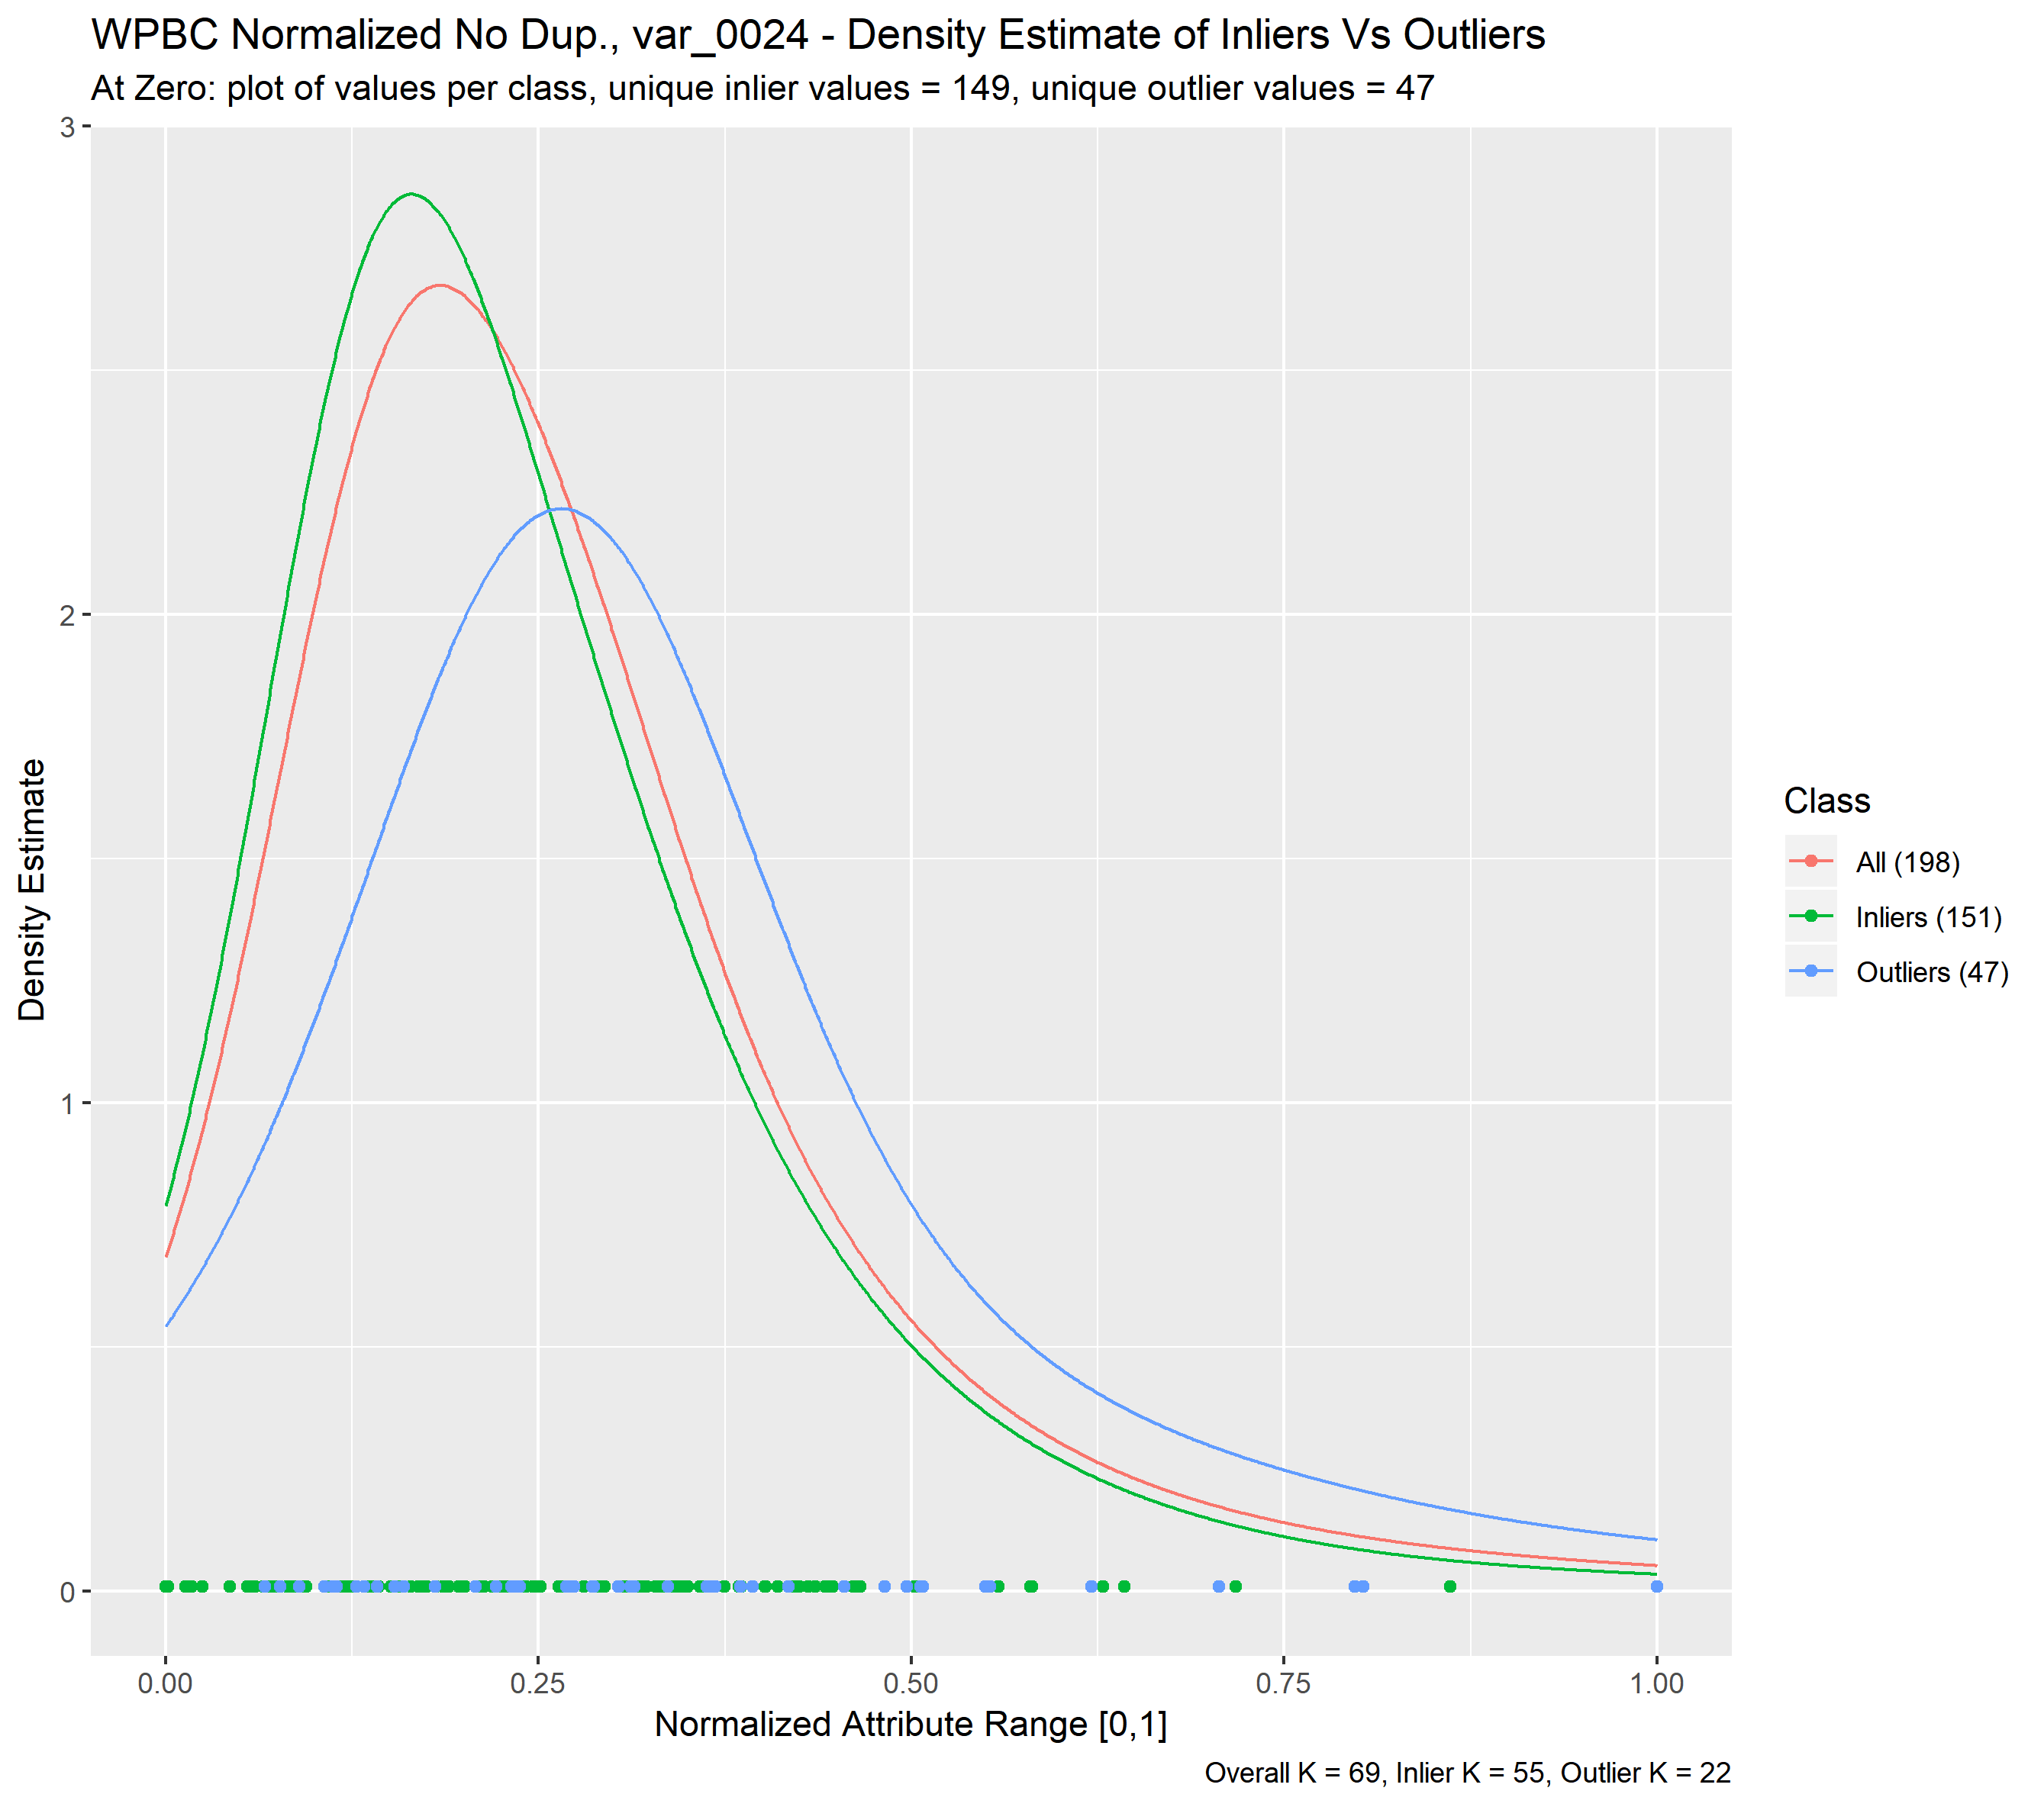 WPBC Normalized No Dup., var_0024 - Density Estimate of Inliers Vs Outliers
At Zero: plot of values per class, unique inlier values = 149, unique outlier values = 47
3
2
1
0
Density Estimate
0.00 0.25 0.50 0.75 1.00
Normalized Attribute Range [0,1]
Class
All (198)
Inliers (151)
Outliers (47)
Overall K = 69, Inlier K = 55, Outlier K = 22